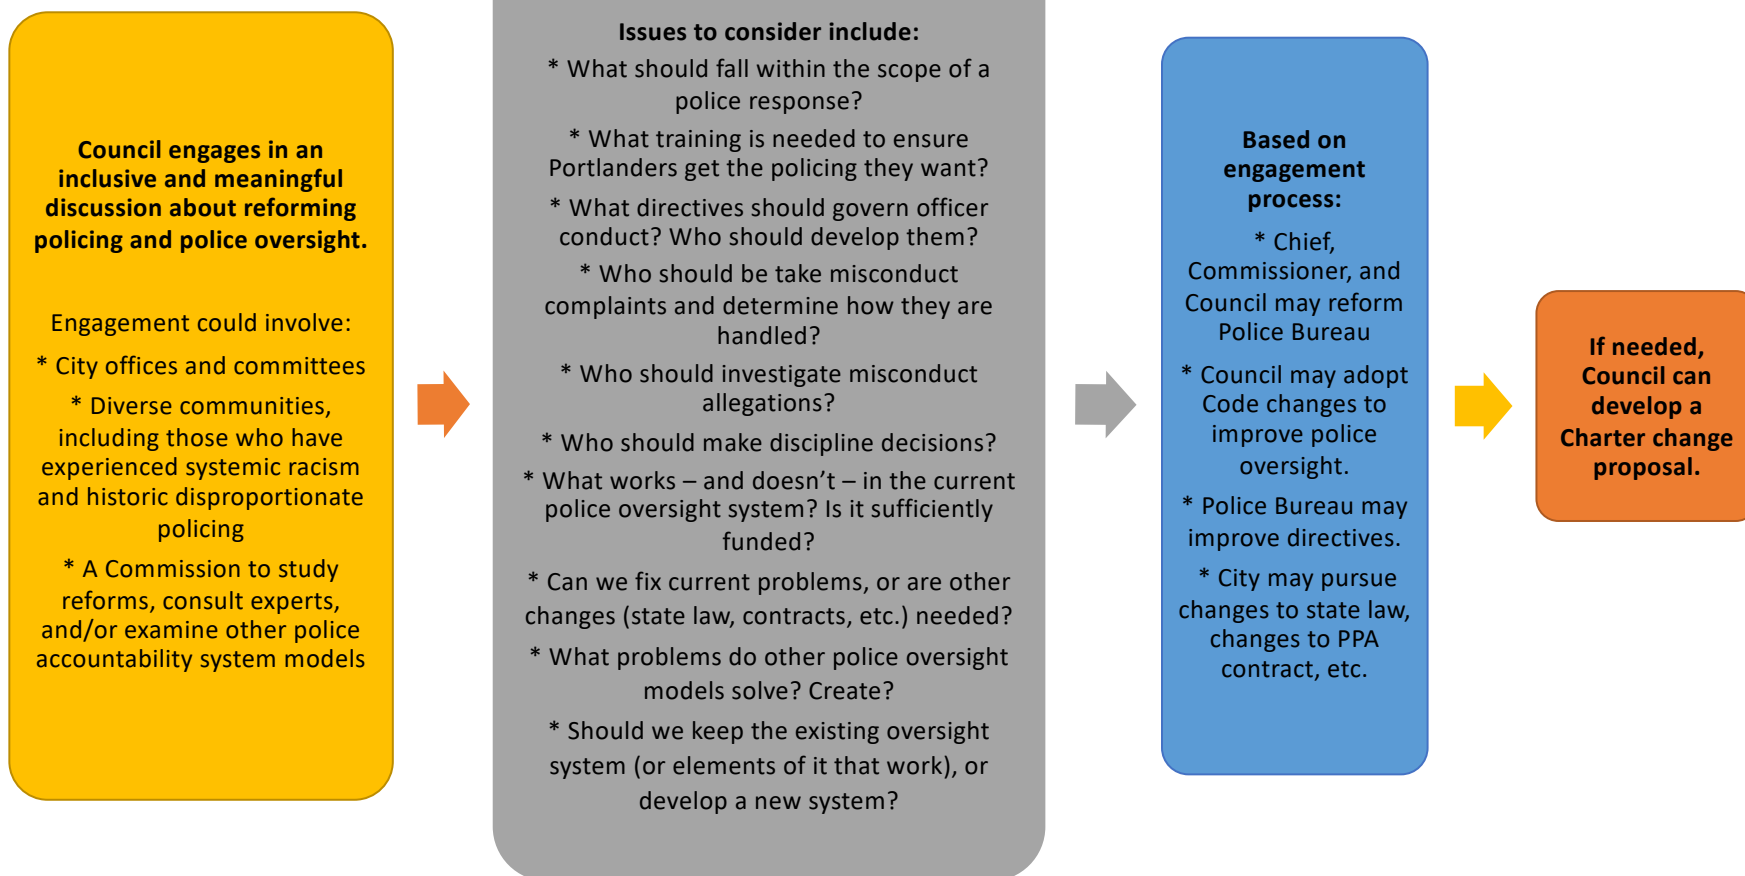 Council engages in an
inclusive and meaningful
discussion about reforming
policing and police oversight.
Engagement could involve:
* City offices and committees
* Diverse communities,
including those who have
experienced systemic racism
and historic disproportionate
policing
* A Commission to study
reforms, consult experts,
and/or examine other police
accountability system models
Issues to consider include:
* What should fall within the scope of a
police response?
* What training is needed to ensure
Portlanders get the policing they want?
* What directives should govern officer
conduct? Who should develop them?
* Who should be take misconduct
complaints and determine how they are
handled?
* Who should investigate misconduct
allegations?
* Who should make discipline decisions?
* What works – and doesn’t – in the current
police oversight system? Is it sufficiently
funded?
* Can we fix current problems, or are other
changes (state law, contracts, etc.) needed?
* What problems do other police oversight
models solve? Create?
* Should we keep the existing oversight
system (or elements of it that work), or
develop a new system?
Based on
engagement
process:
* Chief,
Commissioner, and
Council may reform
Police Bureau
* Council may adopt
Code changes to
improve police
oversight.
* Police Bureau may
improve directives.
* City may pursue
changes to state law,
changes to PPA
contract, etc.
If needed,
Council can
develop a
Charter change
proposal.